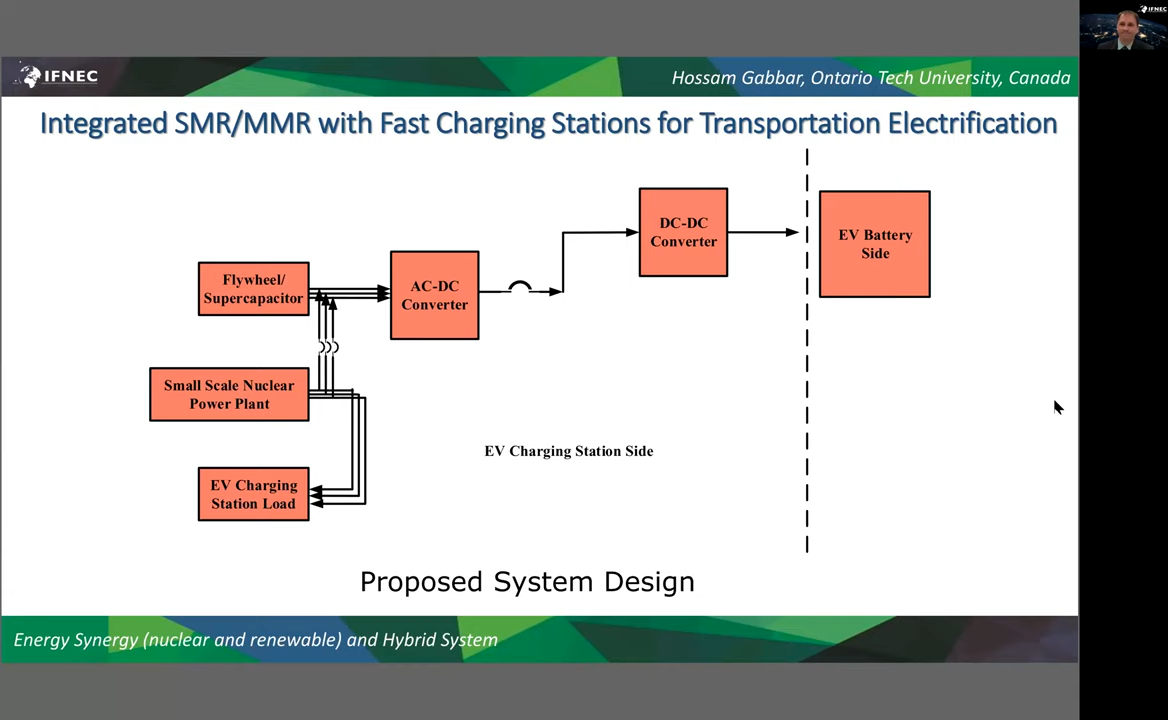 IFNEC
IFNEC
Hossam Gabbar, Ontario Tech University, Canada
Integrated SMR/MMR with Fast Charging Stations for Transportation Electrification
DC-DC
Converter
EV Battery
Side
Flywheel/
Supercapacitor
AC-DC
Converter
Small Scale Nuclear
Power Plant
EV Charging Station Side
EV Charging
Station Load
Proposed System Design
Energy Synergy (nuclear and renewable) and Hybrid System